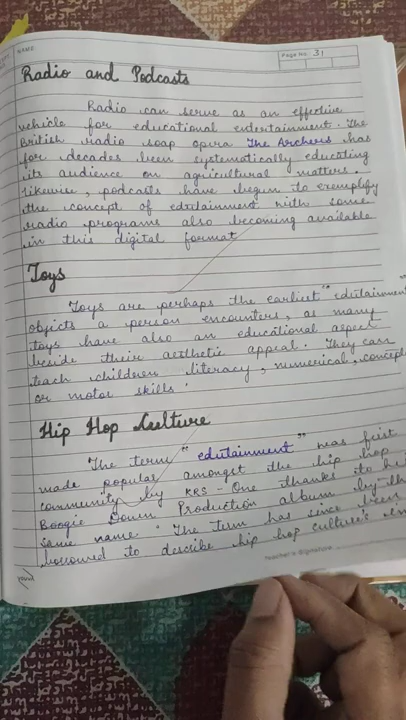 NAME
Page No. 31
Radio and Podcasts
Radio can serve as an effective
vehicle for educational entertainment. The
British radio soap opera The Archers has
for decades been systematically educating
its audience on agricultural matters.
likewise, podcasts have begun to exemplify
the concept of edutainment with some
radio programs also becoming available
in this digital format
Toys
Toys are perhaps the earliest "edutainment"
objects a person encounters, as many
toys have also an educational aspect
beside their aesthetic appeal. They can
teach children literacy, numerical, concept
or motor skills.
Hip Hop Culture
The term "edutainment" was first
made popular amongst the hip hop
community by KRS - One thanks to he
Boogie Down Production album by th
same name. The term has since been
borrowed to describe hip hop culture's
Teacher's Signature